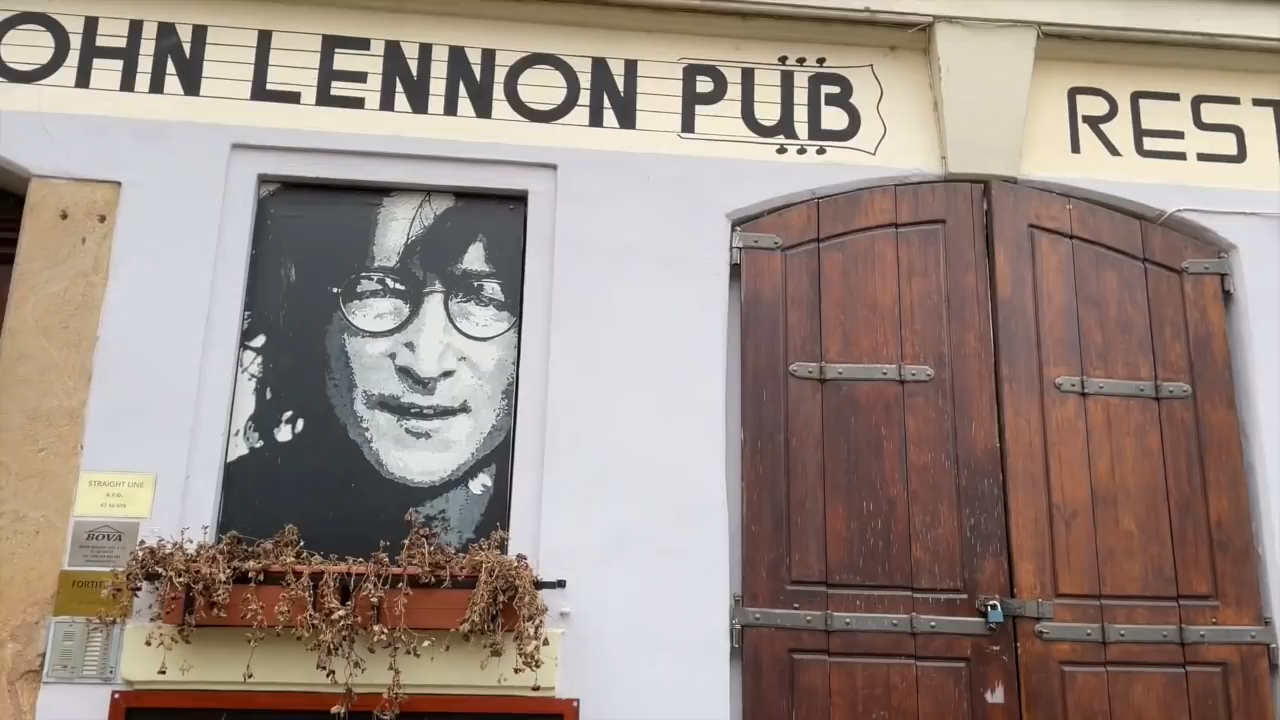 OHN LENNON PUB
REST
STRAIGHT LINE
s.r.o.
BOVA
FORTI